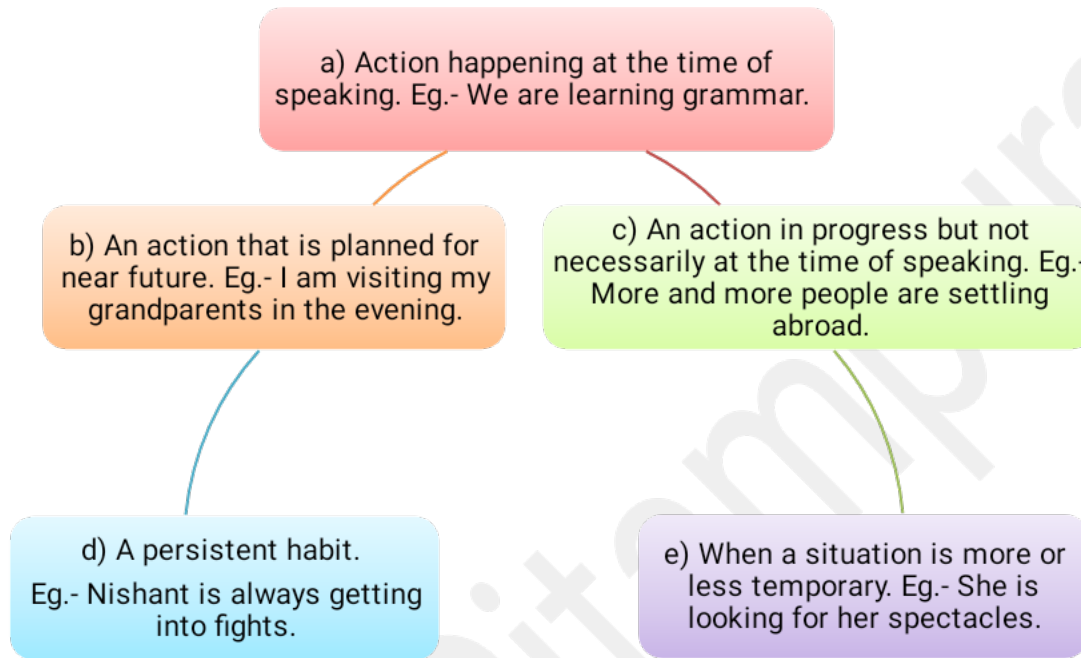 a) Action happening at the time of
speaking. Eg.- We are learning grammar.
b) An action that is planned for
near future. Eg.- I am visiting my
grandparents in the evening.
c) An action in progress but not
necessarily at the time of speaking. Eg.-
More and more people are settling
abroad.
d) A persistent habit.
Eg.- Nishant is always getting
into fights.
e) When a situation is more or
less temporary. Eg.- She is
looking for her spectacles.